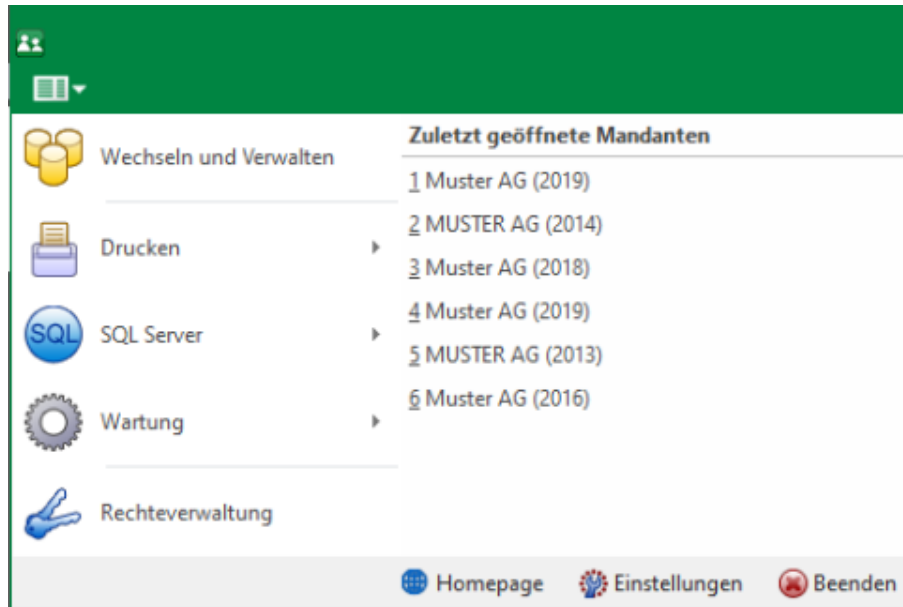 Wechseln und Verwalten
Drucken
SQL
SQL Server
Wartung
Rechteverwaltung
Zuletzt geöffnete Mandanten
1 Muster AG (2019)
2 MUSTER AG (2014)
3 Muster AG (2018)
4 Muster AG (2019)
5 MUSTER AG (2013)
6 Muster AG (2016)
Homepage Einstellungen Beenden